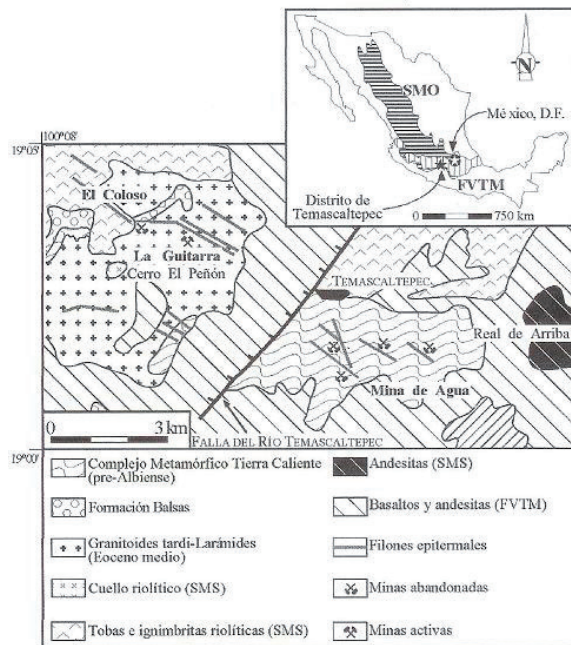 SMO
N
México, D.F.
Distrito de
Temascaltepec
FVTM
0 750 km
100°08'
19°05'
El Coloso
La Guitarra
Cerro El Peñón
TEMASCALTEPEC
Real de Arriba
Mina de Agua
0 3 km
FALLA DEL RÍO TEMASCALTEPEC
19°00'
Complejo Metamórfico Tierra Caliente
(pre-Albiense)
Formación Balsas
Granitoides tardi-Larámides
(Eoceno medio)
Cuello riolítico (SMS)
Tobas e ignimbritas riolíticas (SMS)
Andesitas (SMS)
Basaltos y andesitas (FVTM)
Filones epitermales
Minas abandonadas
Minas activas